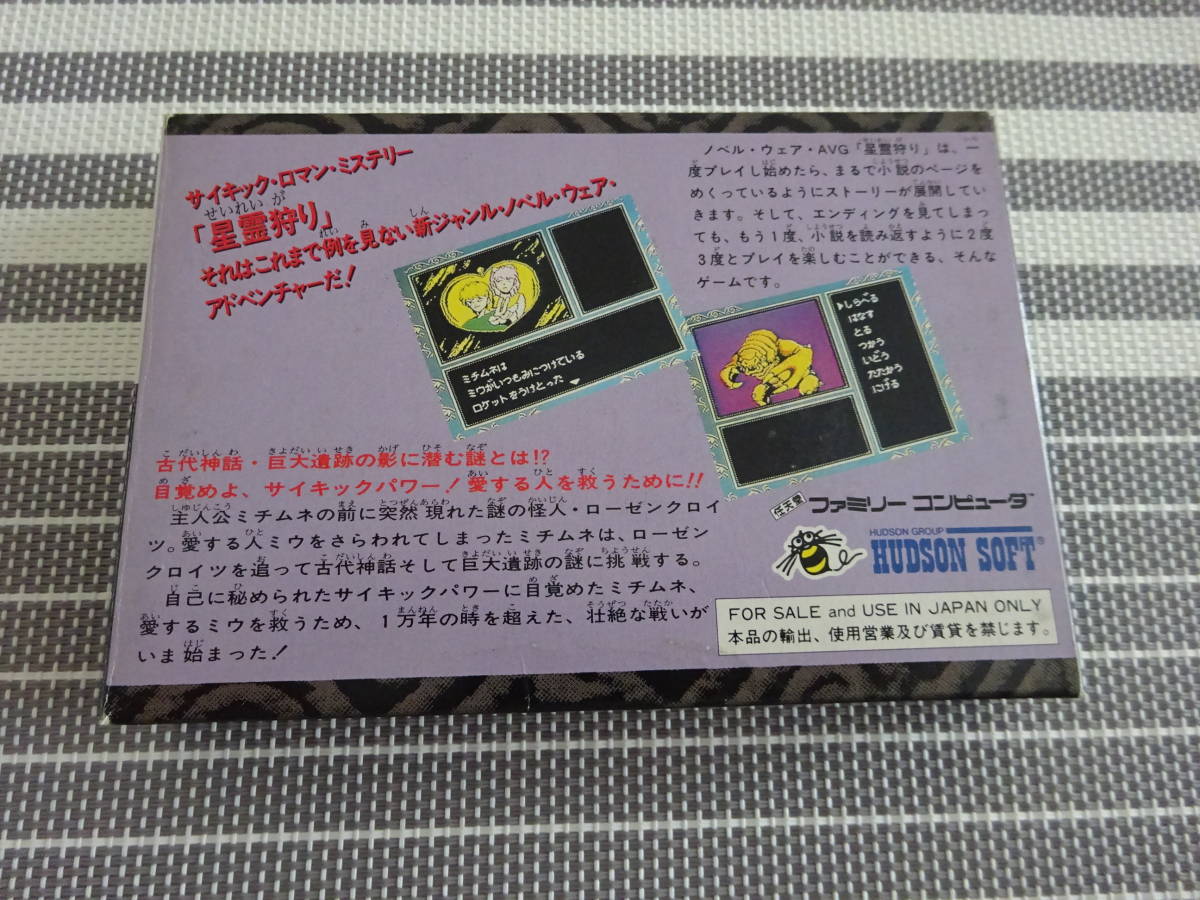 サイキック・ロマン・ミステリー
「星霊狩り」
それはこれまで例を見ない新ジャンル・ノベル・ウェア・
アドベンチャーだ!
ノベル・ウェア・AVG「星霊狩り」は、一
度プレイし始めたら、まるで小説のページを
めくっているようにストーリーが展開してい
きます。そして、エンディングを見てしまっ
ても、もう1度、小説を読み返すように2度
3度とプレイを楽しむことができる、そんな
ゲームです。
ミチムネは
ミウがいつもみにつけている
ロケットをうけとった
▶しらべる
はなす
とる
つかう
いどう
たたかう
にげる
古代神話・巨大遺跡の影に潜む謎とは!?
目覚めよ、サイキックパワー!愛する人を救うために!!
主人公ミチムネの前に突然現れた謎の怪人・ローゼンクロイ
ツ。愛する人ミウをさらわれてしまったミチムネは、ローゼン
クロイツを追って古代神話そして巨大遺跡の謎に挑戦する。
自己に秘められたサイキックパワーに目覚めたミチムネ、
愛するミウを救うため、1万年の時を超えた、壮絶な戦いが
いま始まった!
任天堂 ファミリーコンピュータ™
HUDSON GROUP
HUDSON SOFT®
FOR SALE and USE IN JAPAN ONLY
本品の輸出、使用営業及び賃貸を禁じます。